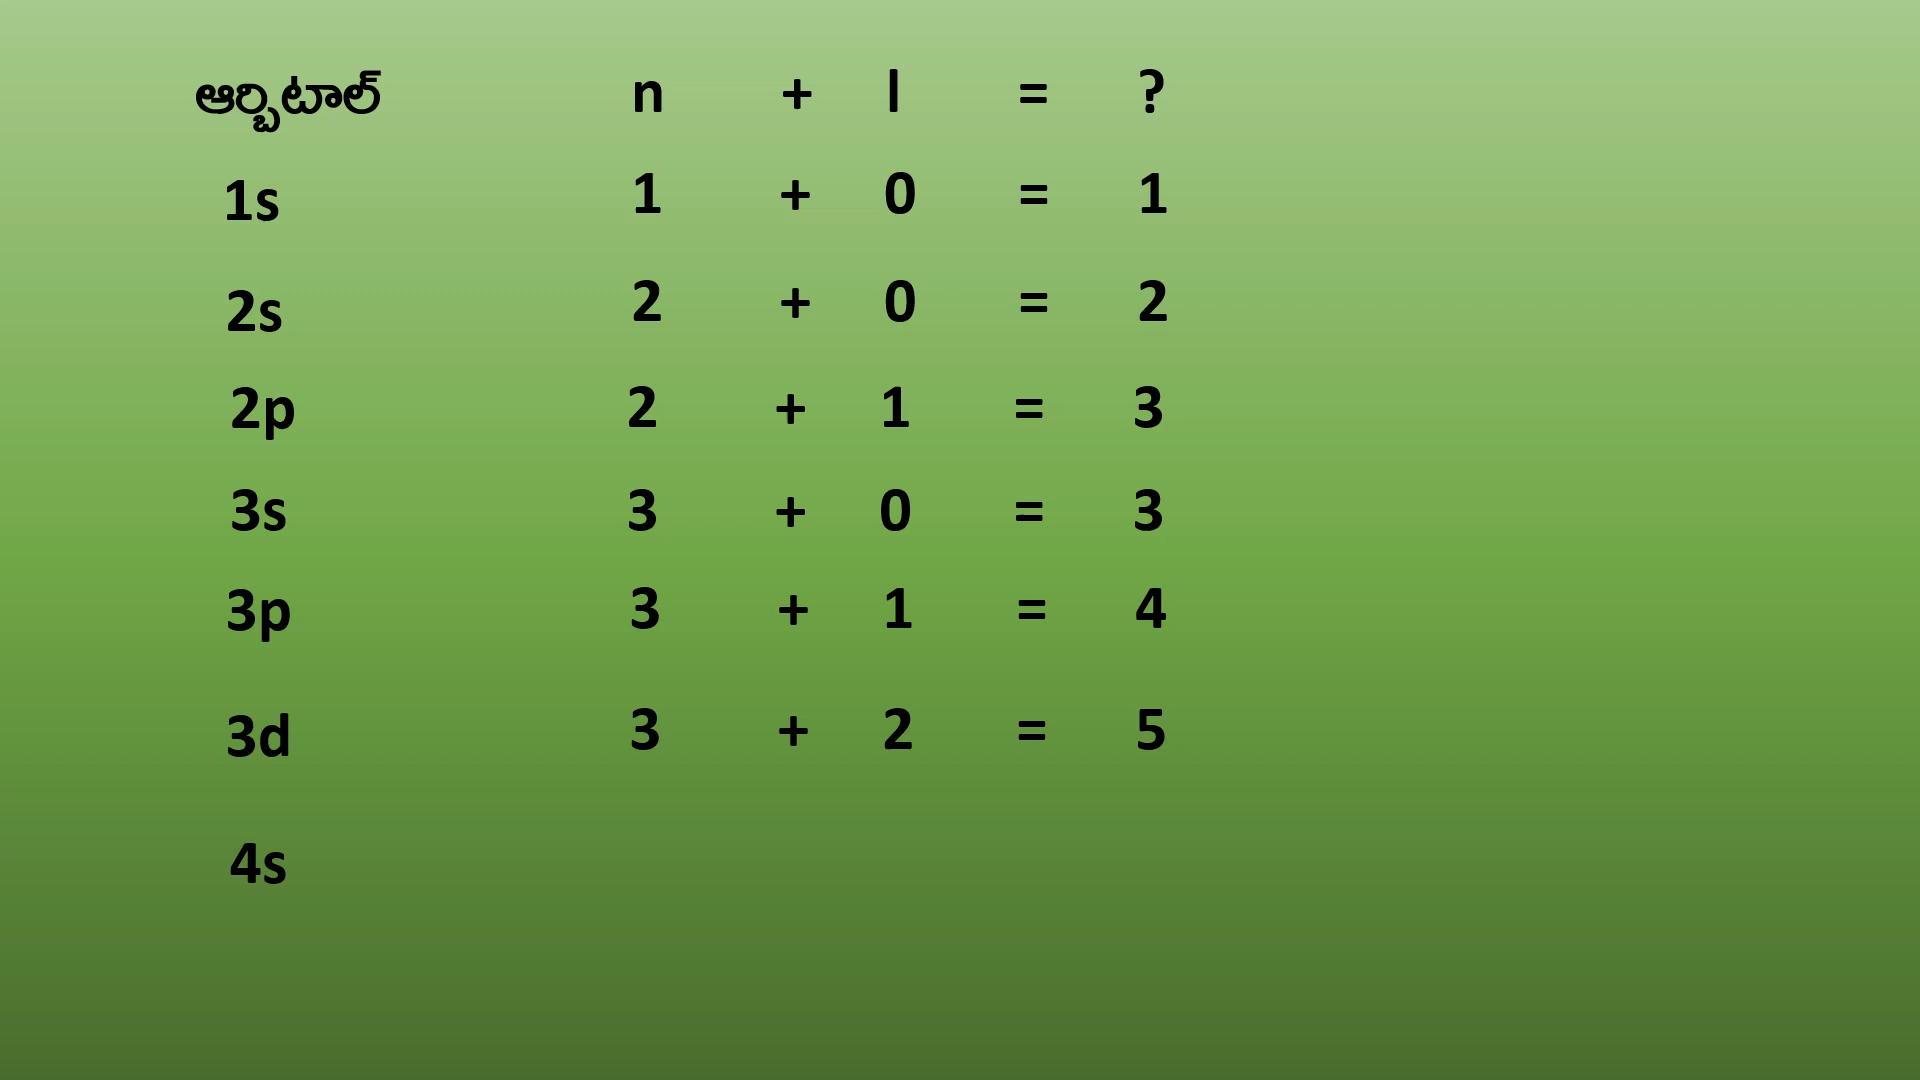 ఆర్బిటాల్ n + l = ?
1s 1 + 0 = 1
2s 2 + 0 = 2
2p 2 + 1 = 3
3s 3 + 0 = 3
3p 3 + 1 = 4
3d 3 + 2 = 5
4s